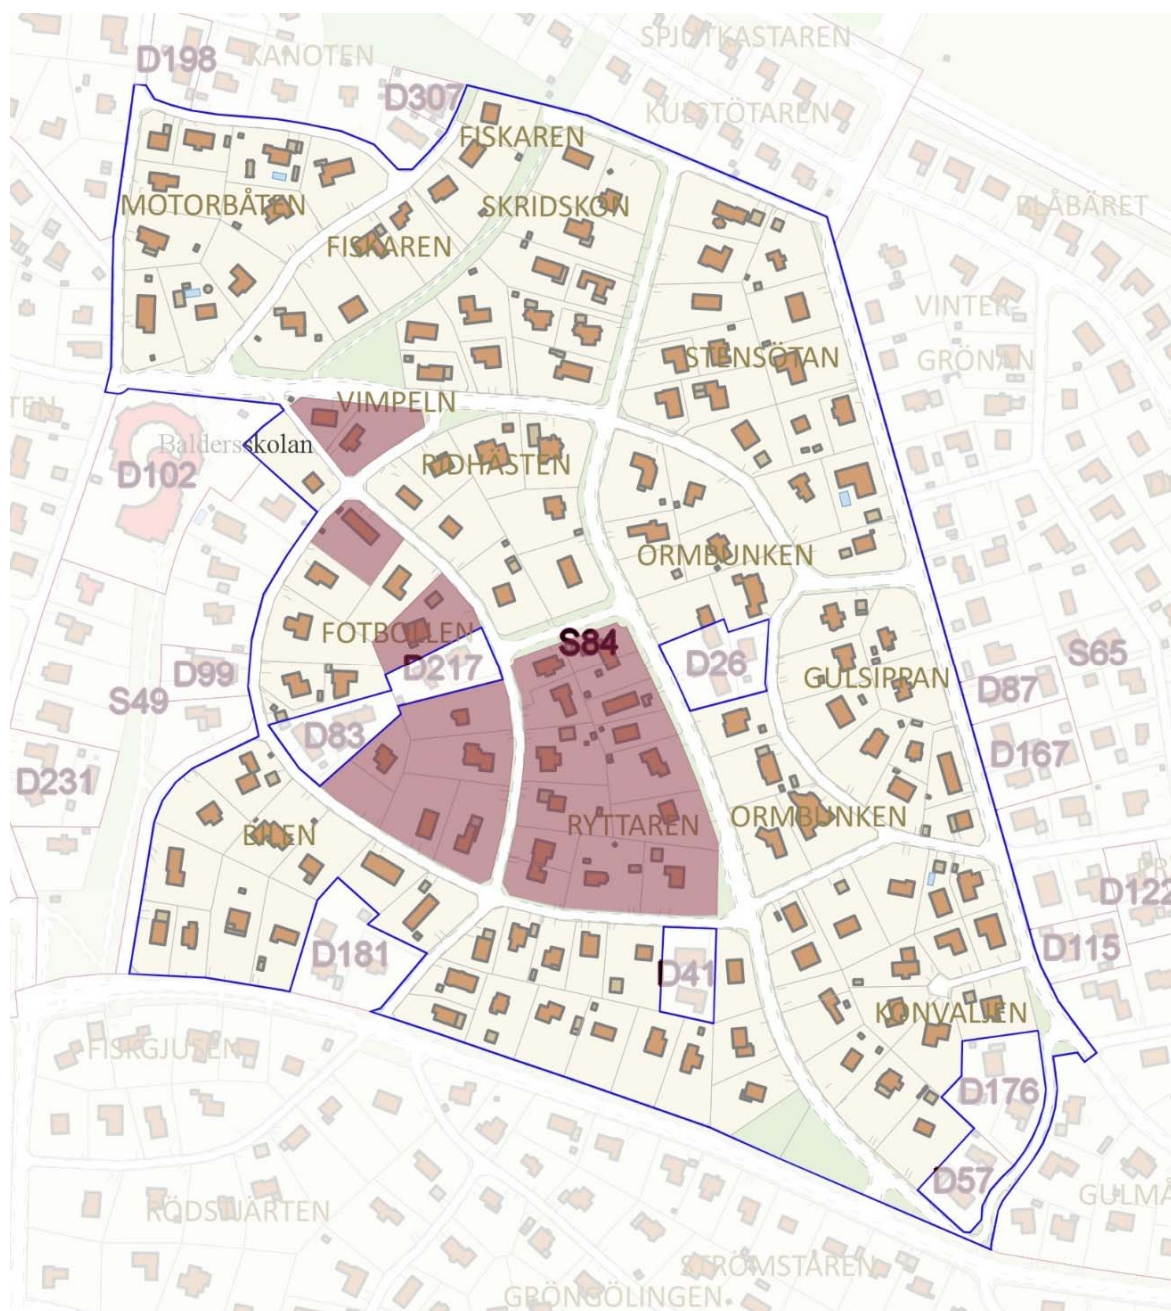 SPJUTKASTAREN
D198
KANOTEN
D307
KULSTÖTAREN
FISKAREN
MOTORBÅTEN
SKRIDSKON
BLÅBÄRET
FISKAREN
VINTER-
GRÖNAN
STENSÖTAN
VIMPELN
TEN
Baldersskolan
RIDHÄSTEN
D102
ORMBUNKEN
FOTBOLLEN
S84
S65
D99
D217
D26
GULSIPPAN
D87
S49
D83
D167
D231
BILEN
RYTTAREN
ORMBUNKEN
D122
D181
D41
D115
KONVALJEN
FISKGJUSEN
D176
D57
RÖDSTJÄRTEN
STRÖMSTAREN
GRÖNGÖLINGEN